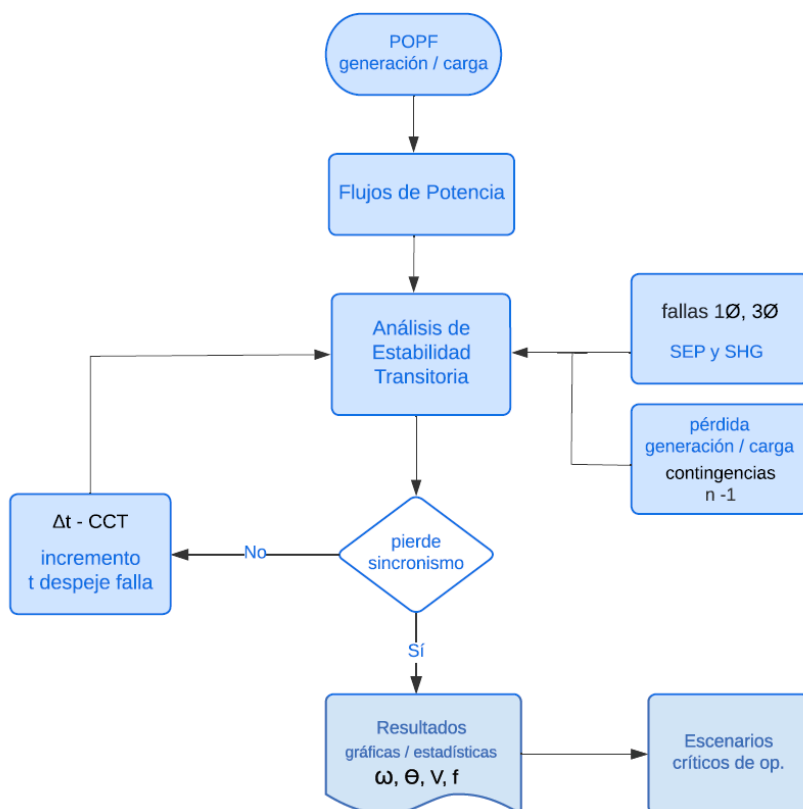 POPF
generación / carga
Flujos de Potencia
Análisis de
Estabilidad
Transitoria
fallas 1Ø, 3Ø
SEP y SHG
pérdida
generación / carga
contingencias
n -1
Δt - CCT
incremento
t despeje falla
No
pierde
sincronismo
Sí
Resultados
gráficas / estadísticas
ω, Θ, V, f
Escenarios
críticos de op.